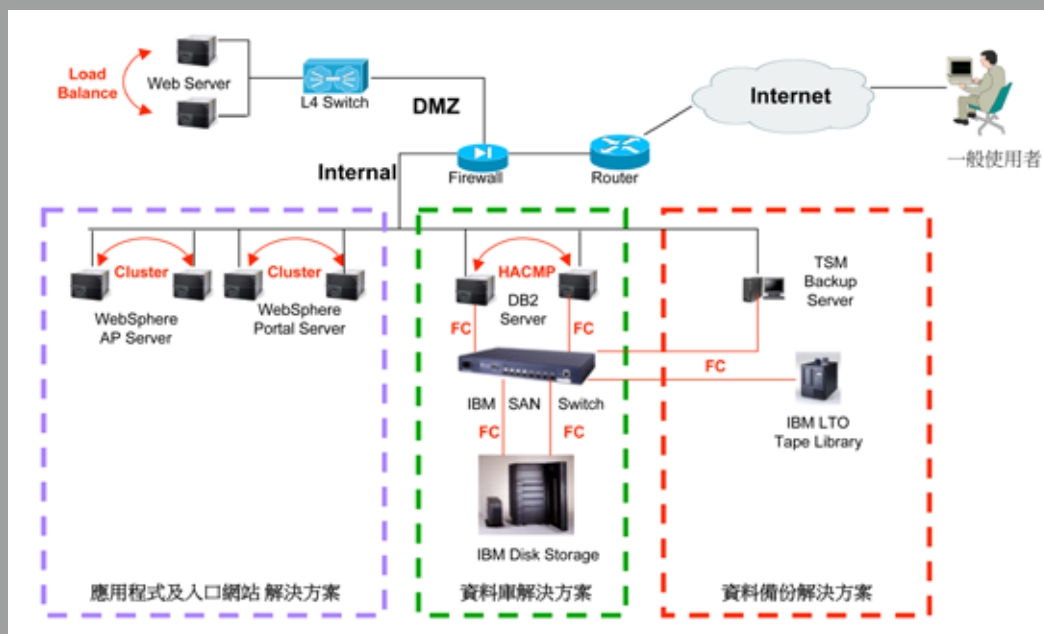 Load
Balance
Web Server
L4 Switch
DMZ
Internet
一般使用者
Internal
Firewall
Router
Cluster
Cluster
HACMP
TSM
Backup
Server
WebSphere
AP Server
WebSphere
Portal Server
DB2
Server
FC
FC
FC
IBM SAN Switch
FC
FC
IBM LTO
Tape Library
IBM Disk Storage
應用程式及入口網站 解決方案
資料庫解決方案
資料備份解決方案